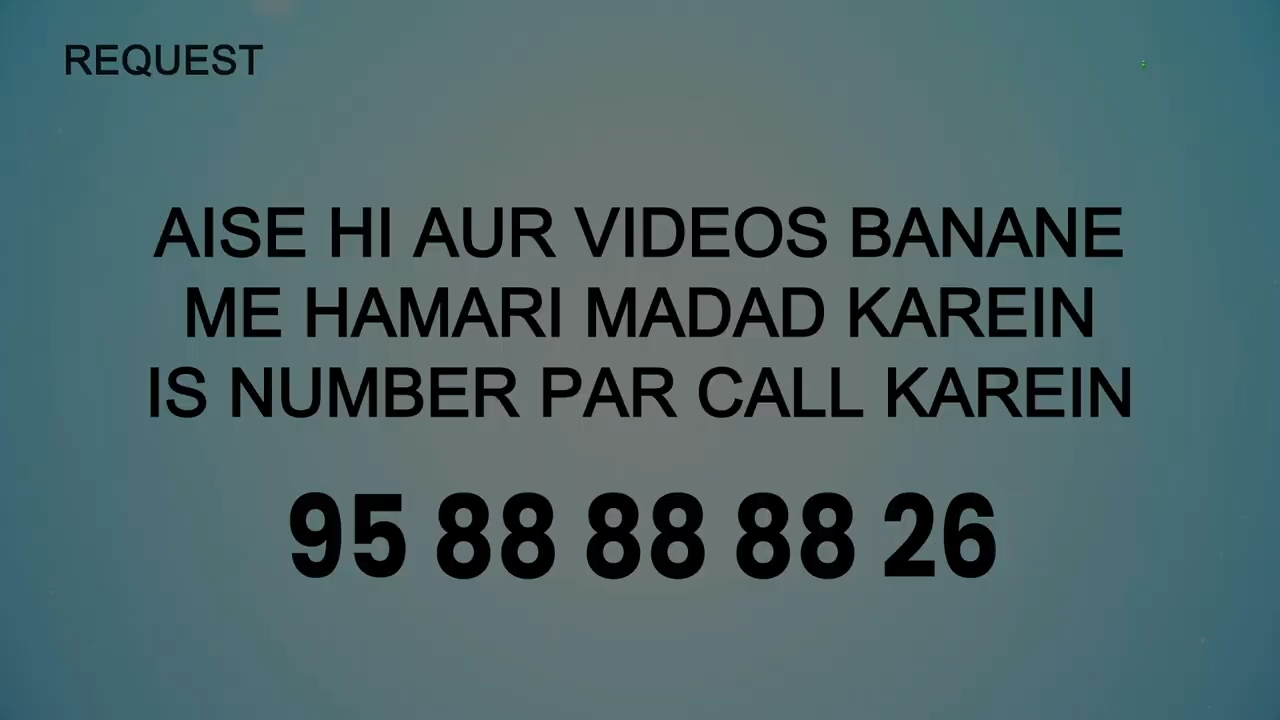 REQUEST
AISE HI AUR VIDEOS BANANE
ME HAMARI MADAD KAREIN
IS NUMBER PAR CALL KAREIN
95 88 88 88 26